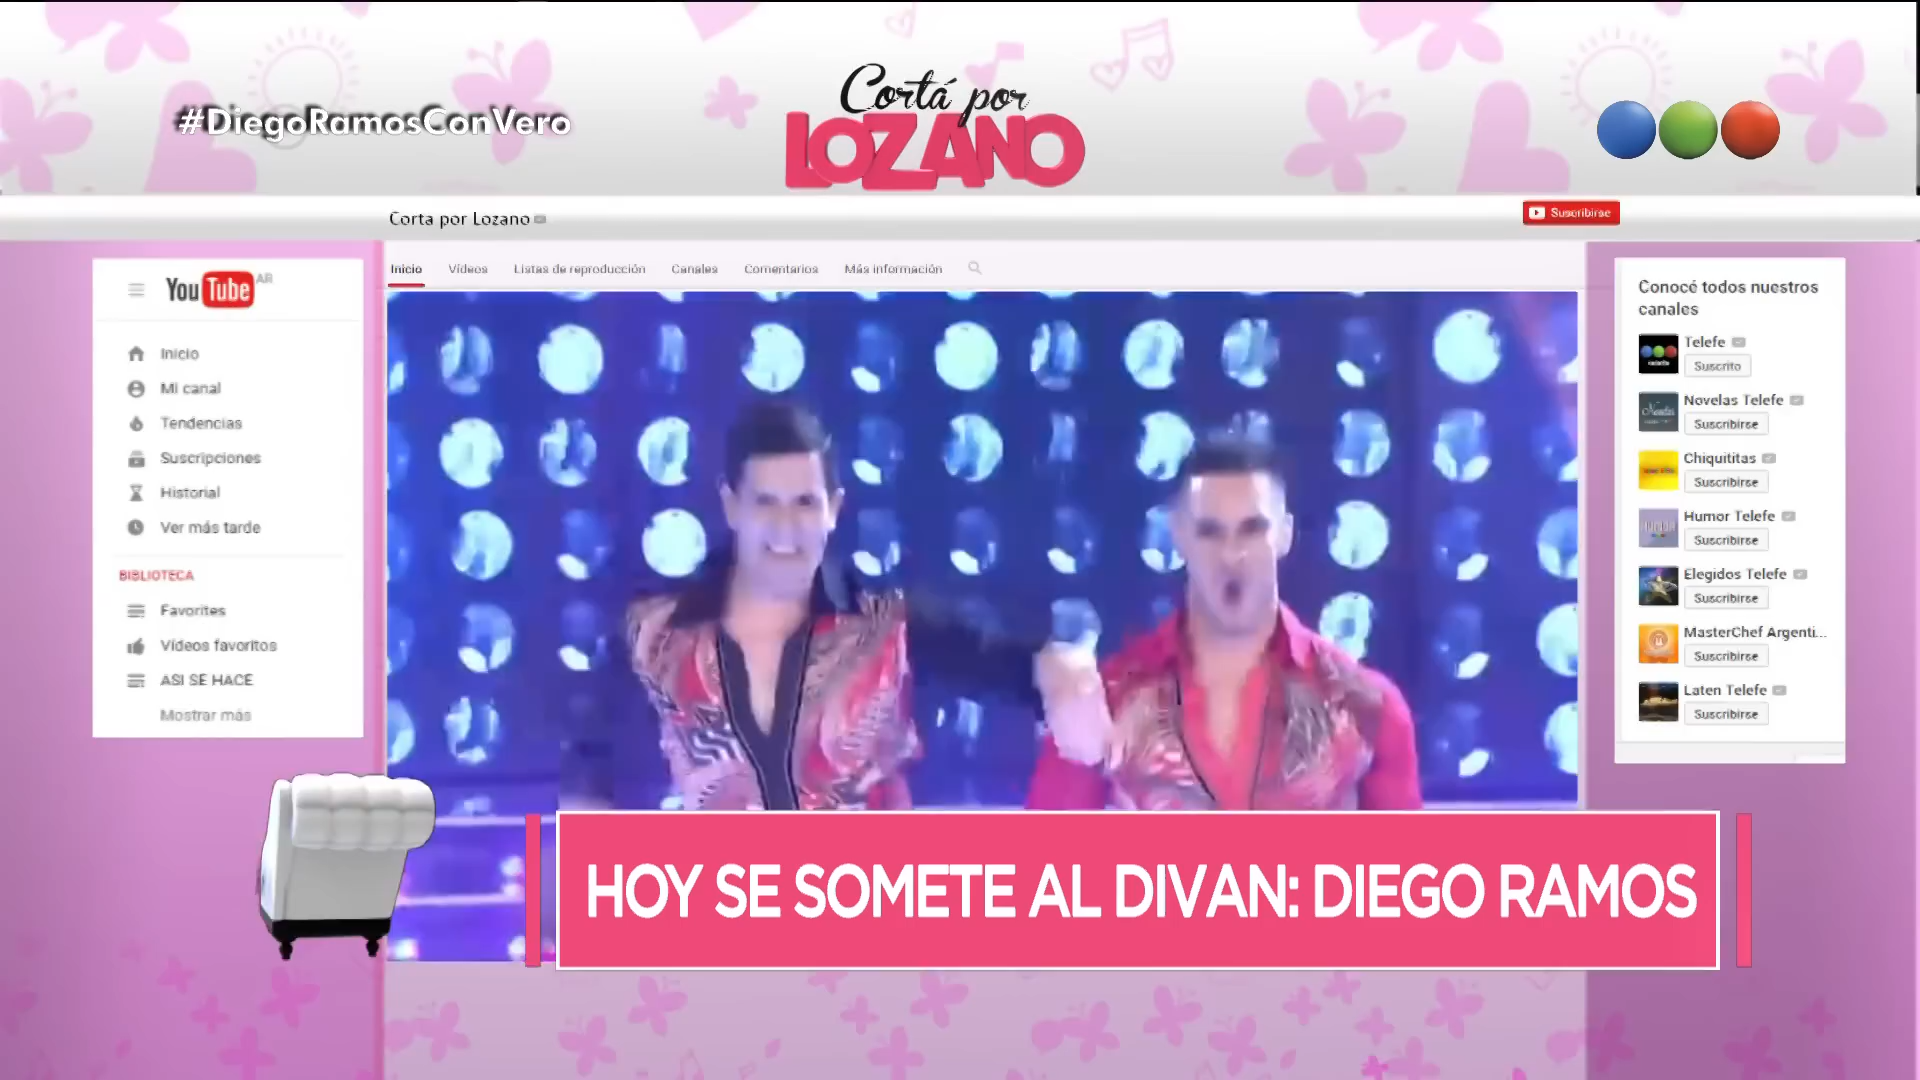 #DiegoRamosConVero
Cortá por
LOZANO
Corta por Lozano
Suscribirse
YouTube AR
Inicio
Mi canal
Tendencias
Suscripciones
Historial
Ver más tarde
BIBLIOTECA
Favorites
Vídeos favoritos
ASI SE HACE
Mostrar más
Inicio Vídeos Listas de reproducción Canales Comentarios Más información
Conocé todos nuestros
canales
Telefe
Suscrito
Novelas Telefe
Suscribirse
Chiquititas
Suscribirse
Humor Telefe
Suscribirse
Elegidos Telefe
Suscribirse
MasterChef Argenti...
Suscribirse
Laten Telefe
Suscribirse
HOY SE SOMETE AL DIVAN: DIEGO RAMOS